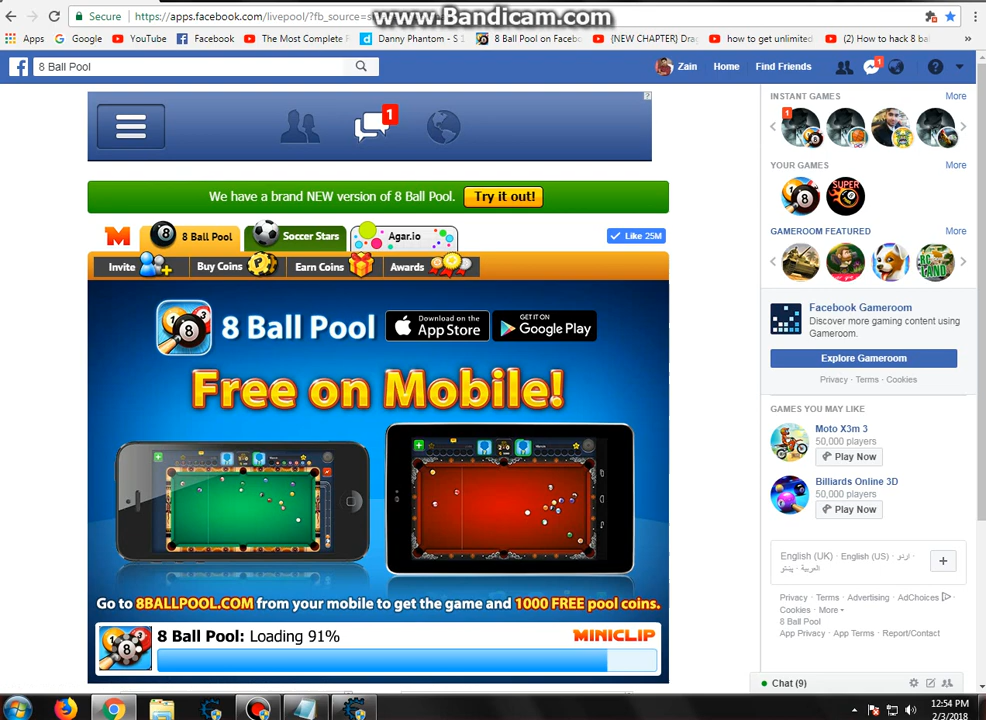 Secure
https://apps.facebook.com/livepool/?fb_source=s
www.Bandicam.com
Apps
Google
YouTube
Facebook
The Most Complete F
Danny Phantom - S 1
8 Ball Pool on Facebo
{NEW CHAPTER} Drag
how to get unlimited
(2) How to hack 8 bal
»
8 Ball Pool
Zain
Home
Find Friends
1
1
We have a brand NEW version of 8 Ball Pool.
Try it out!
M
8 Ball Pool
Soccer Stars
Agar.io
Like 25M
Invite
Buy Coins
Earn Coins
Awards
8 Ball Pool
Download on the
App Store
GET IT ON
Google Play
Free on Mobile!
Go to 8BALLPOOL.COM from your mobile to get the game and 1000 FREE pool coins.
8 Ball Pool: Loading 91%
MINICLIP
INSTANT GAMES
More
1
YOUR GAMES
More
SUPER
GAMEROOM FEATURED
More
Facebook Gameroom
Discover more gaming content using
Gameroom.
Explore Gameroom
Privacy · Terms · Cookies
GAMES YOU MAY LIKE
Moto X3m 3
50,000 players
Play Now
Billiards Online 3D
50,000 players
Play Now
English (UK) · English (US) · اردو ·
العربية · پښتو
Privacy · Terms · Advertising · AdChoices ·
Cookies · More
8 Ball Pool
App Privacy · App Terms · Report/Contact
Chat (9)
12:54 PM
2/3/2018